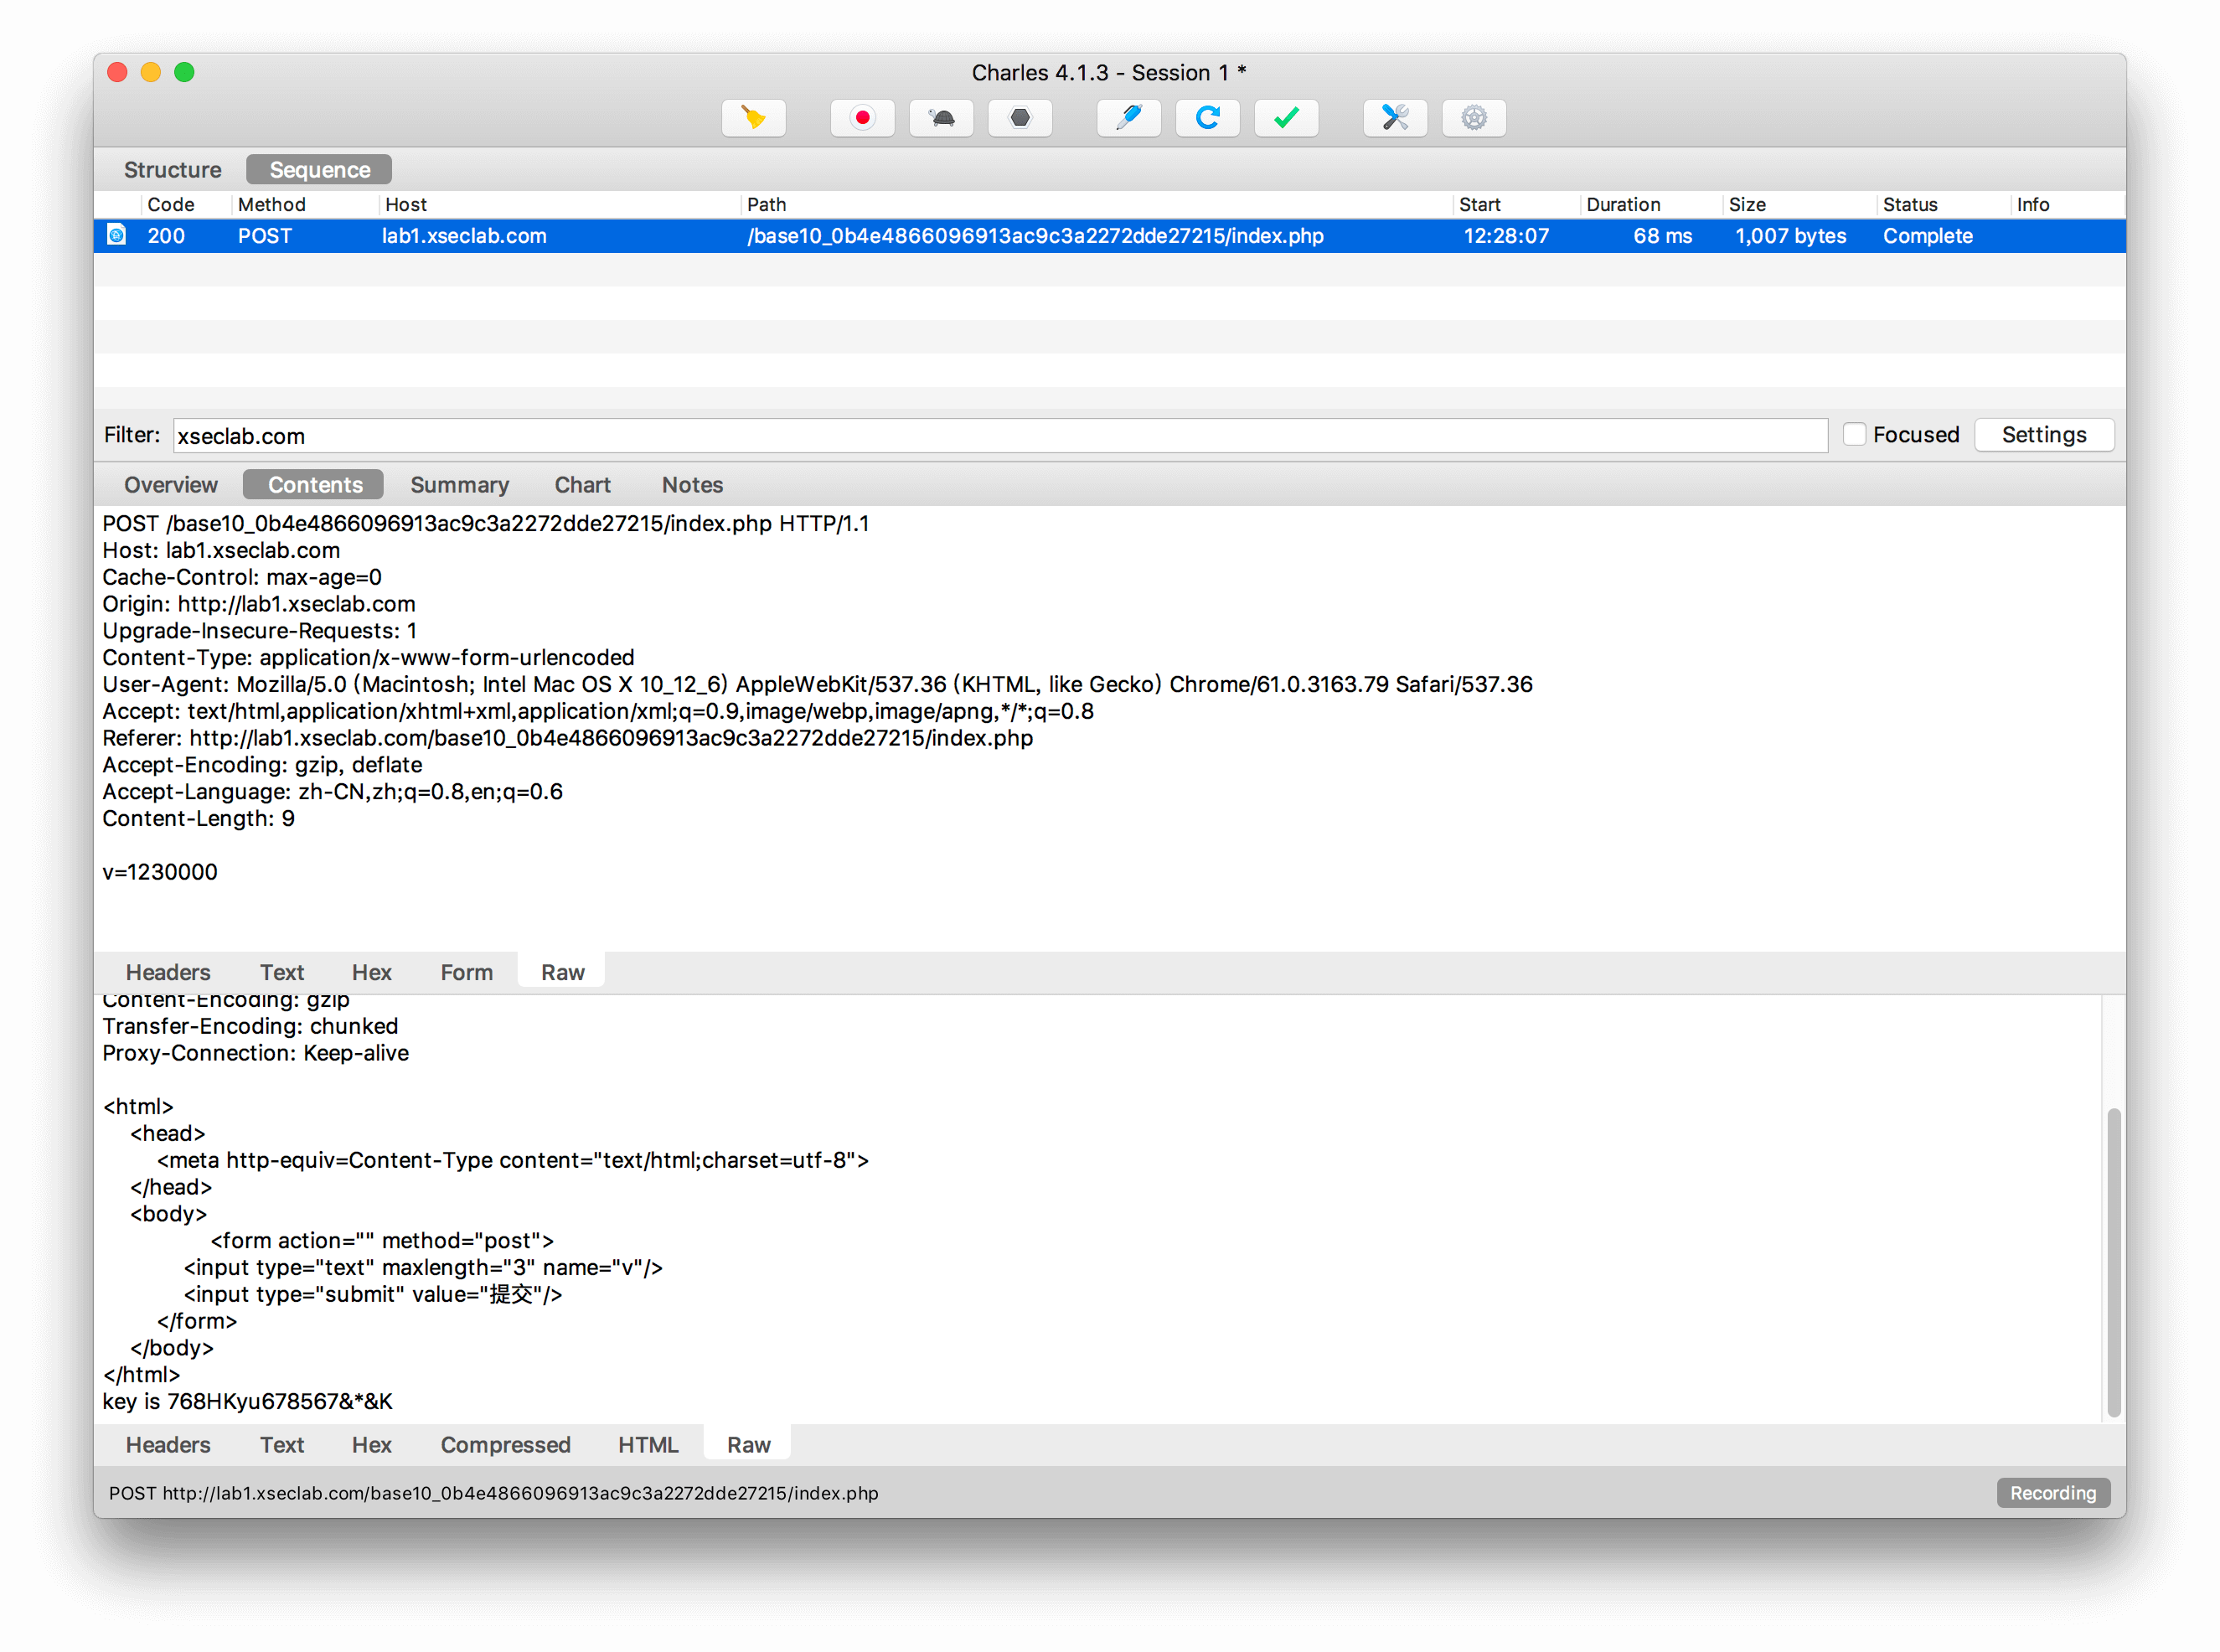 Charles 4.1.3 - Session 1 *
Structure Sequence
Code Method Host Path Start Duration Size Status Info
200 POST lab1.xseclab.com /base10_0b4e4866096913ac9c3a2272dde27215/index.php 12:28:07 68 ms 1,007 bytes Complete
Filter: xseclab.com Focused Settings
Overview Contents Summary Chart Notes
POST /base10_0b4e4866096913ac9c3a2272dde27215/index.php HTTP/1.1
Host: lab1.xseclab.com
Cache-Control: max-age=0
Origin: http://lab1.xseclab.com
Upgrade-Insecure-Requests: 1
Content-Type: application/x-www-form-urlencoded
User-Agent: Mozilla/5.0 (Macintosh; Intel Mac OS X 10_12_6) AppleWebKit/537.36 (KHTML, like Gecko) Chrome/61.0.3163.79 Safari/537.36
Accept: text/html,application/xhtml+xml,application/xml;q=0.9,image/webp,image/apng,*/*;q=0.8
Referer: http://lab1.xseclab.com/base10_0b4e4866096913ac9c3a2272dde27215/index.php
Accept-Encoding: gzip, deflate
Accept-Language: zh-CN,zh;q=0.8,en;q=0.6
Content-Length: 9
v=1230000
Headers Text Hex Form Raw
Content-Encoding: gzip
Transfer-Encoding: chunked
Proxy-Connection: Keep-alive
<html>
<head>
<meta http-equiv=Content-Type content="text/html;charset=utf-8">
</head>
<body>
<form action="" method="post">
<input type="text" maxlength="3" name="v"/>
<input type="submit" value="提交"/>
</form>
</body>
</html>
key is 768HKyu678567&*&K
Headers Text Hex Compressed HTML Raw
POST http://lab1.xseclab.com/base10_0b4e4866096913ac9c3a2272dde27215/index.php Recording